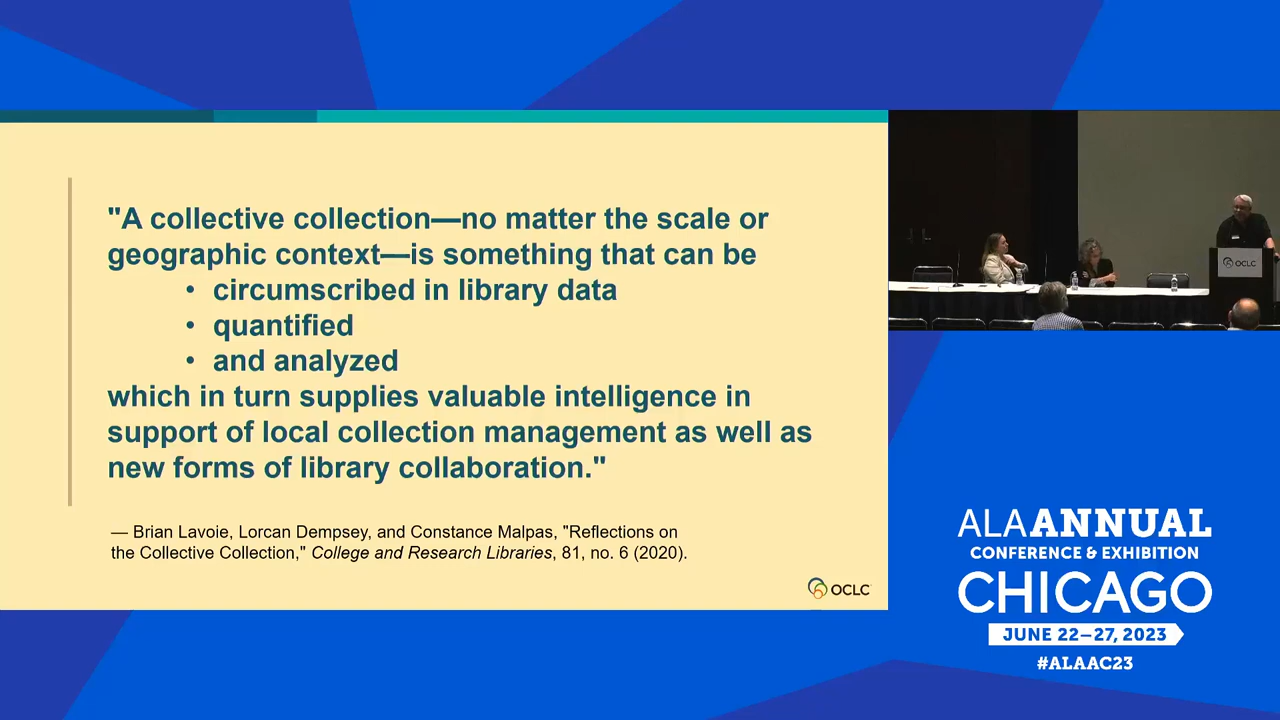 "A collective collection—no matter the scale or
geographic context—is something that can be
• circumscribed in library data
• quantified
• and analyzed
which in turn supplies valuable intelligence in
support of local collection management as well as
new forms of library collaboration."
— Brian Lavoie, Lorcan Dempsey, and Constance Malpas, "Reflections on
the Collective Collection," College and Research Libraries, 81, no. 6 (2020).
OCLC
OCLC
ALA ANNUAL
CONFERENCE & EXHIBITION
CHICAGO
JUNE 22–27, 2023
#ALAAC23